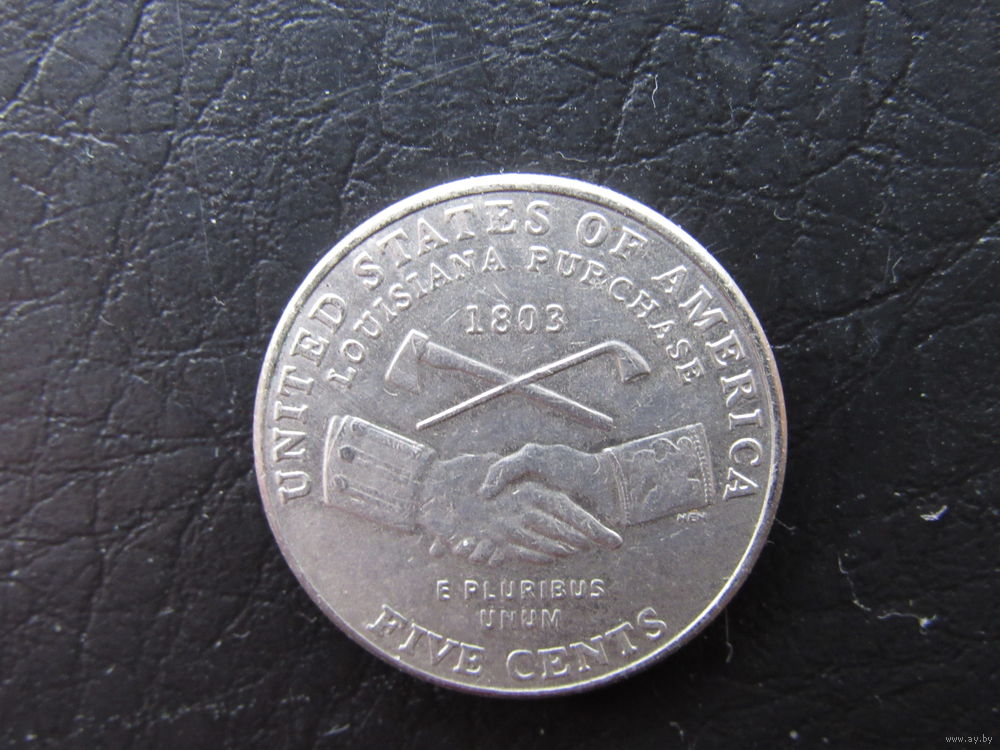 UNITED STATES OF AMERICA
LOUISIANA PURCHASE
1803
E PLURIBUS
UNUM
FIVE CENTS
www.ay.by